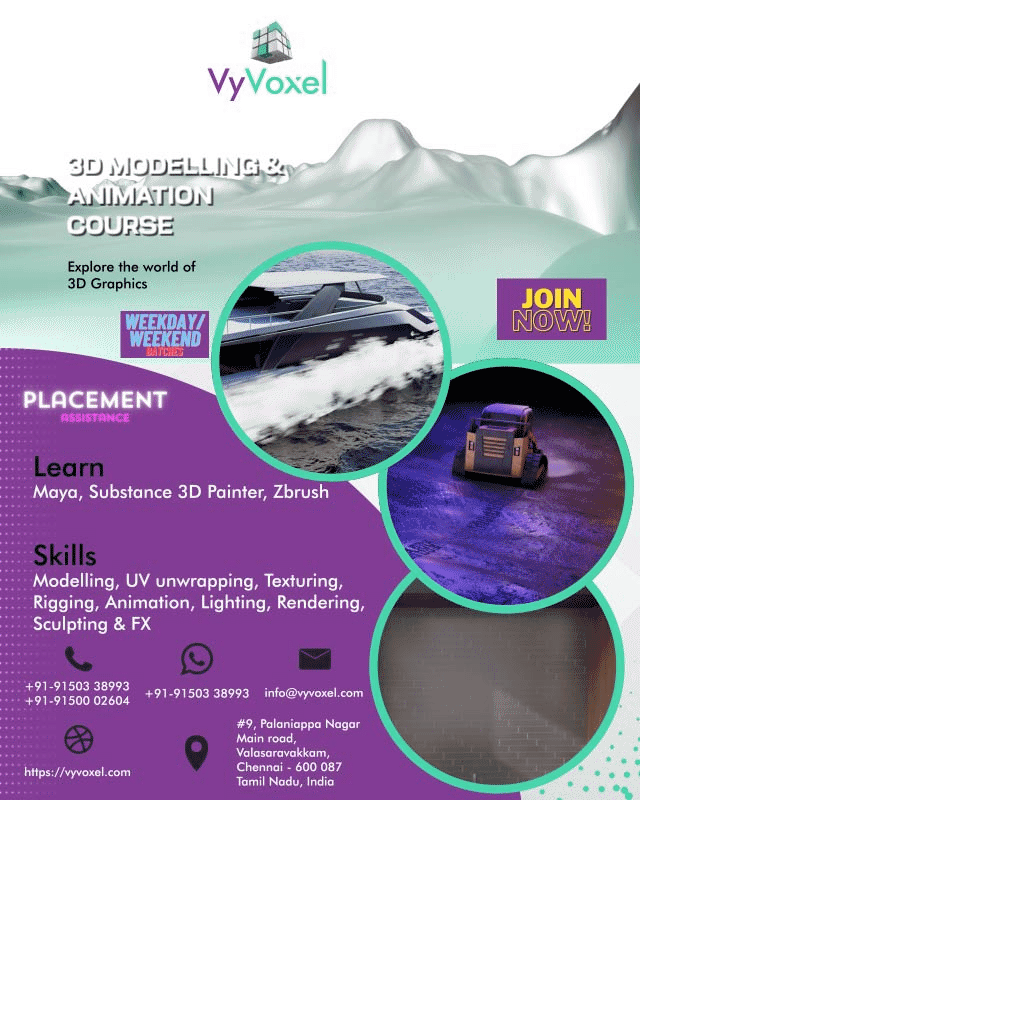 VyVoxel
3D MODELLING &
ANIMATION
COURSE
Explore the world of
3D Graphics
WEEKDAY/
WEEKEND
BATCHES
JOIN
NOW!
PLACEMENT
ASSISTANCE
Learn
Maya, Substance 3D Painter, Zbrush
Skills
Modelling, UV unwrapping, Texturing,
Rigging, Animation, Lighting, Rendering,
Sculpting & FX
+91-91503 38993
+91-91500 02604
+91-91503 38993
info@vyvoxel.com
https://vyvoxel.com
#9, Palaniappa Nagar
Main road,
Valasaravakkam,
Chennai - 600 087
Tamil Nadu, India